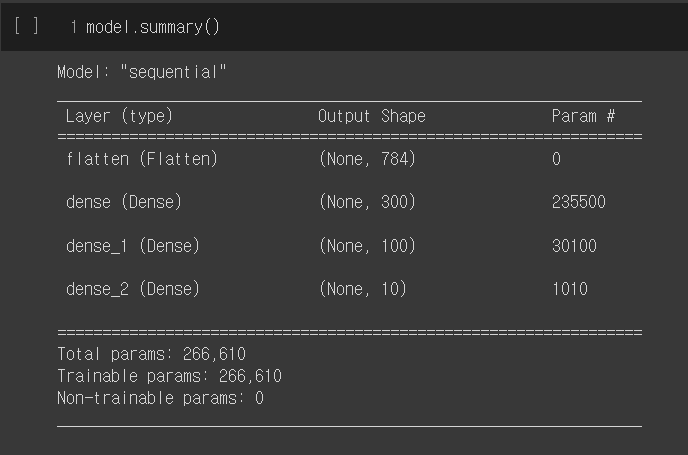 [ ] 1 model.summary()
Model: "sequential"
_________________________________________________________________
Layer (type) Output Shape Param #
=================================================================
flatten (Flatten) (None, 784) 0
dense (Dense) (None, 300) 235500
dense_1 (Dense) (None, 100) 30100
dense_2 (Dense) (None, 10) 1010
=================================================================
Total params: 266,610
Trainable params: 266,610
Non-trainable params: 0
_________________________________________________________________